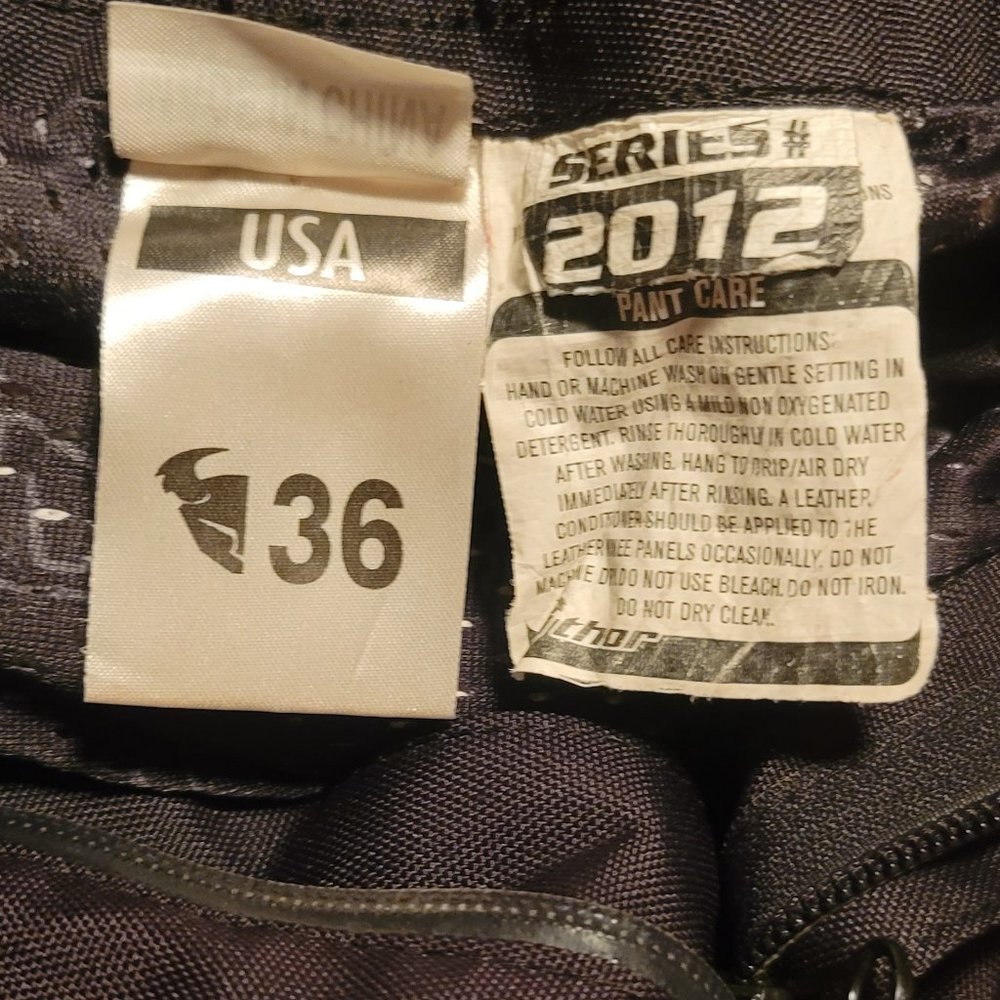 USA
36
SERIES #
2012
NS
PANT CARE
FOLLOW ALL CARE INSTRUCTIONS:
HAND OR MACHINE WASH ON GENTLE SETTING IN
COLD WATER USING A MILD NON OXYGENATED
DETERGENT. RINSE THOROUGHLY IN COLD WATER
AFTER WASHING. HANG TO DRIP/AIR DRY
IMMEDIATELY AFTER RINSING. A LEATHER
CONDITIONER SHOULD BE APPLIED TO THE
LEATHER KNEE PANELS OCCASIONALLY. DO NOT
MACHINE DO NOT USE BLEACH. DO NOT IRON.
DO NOT DRY CLEAN.
thor